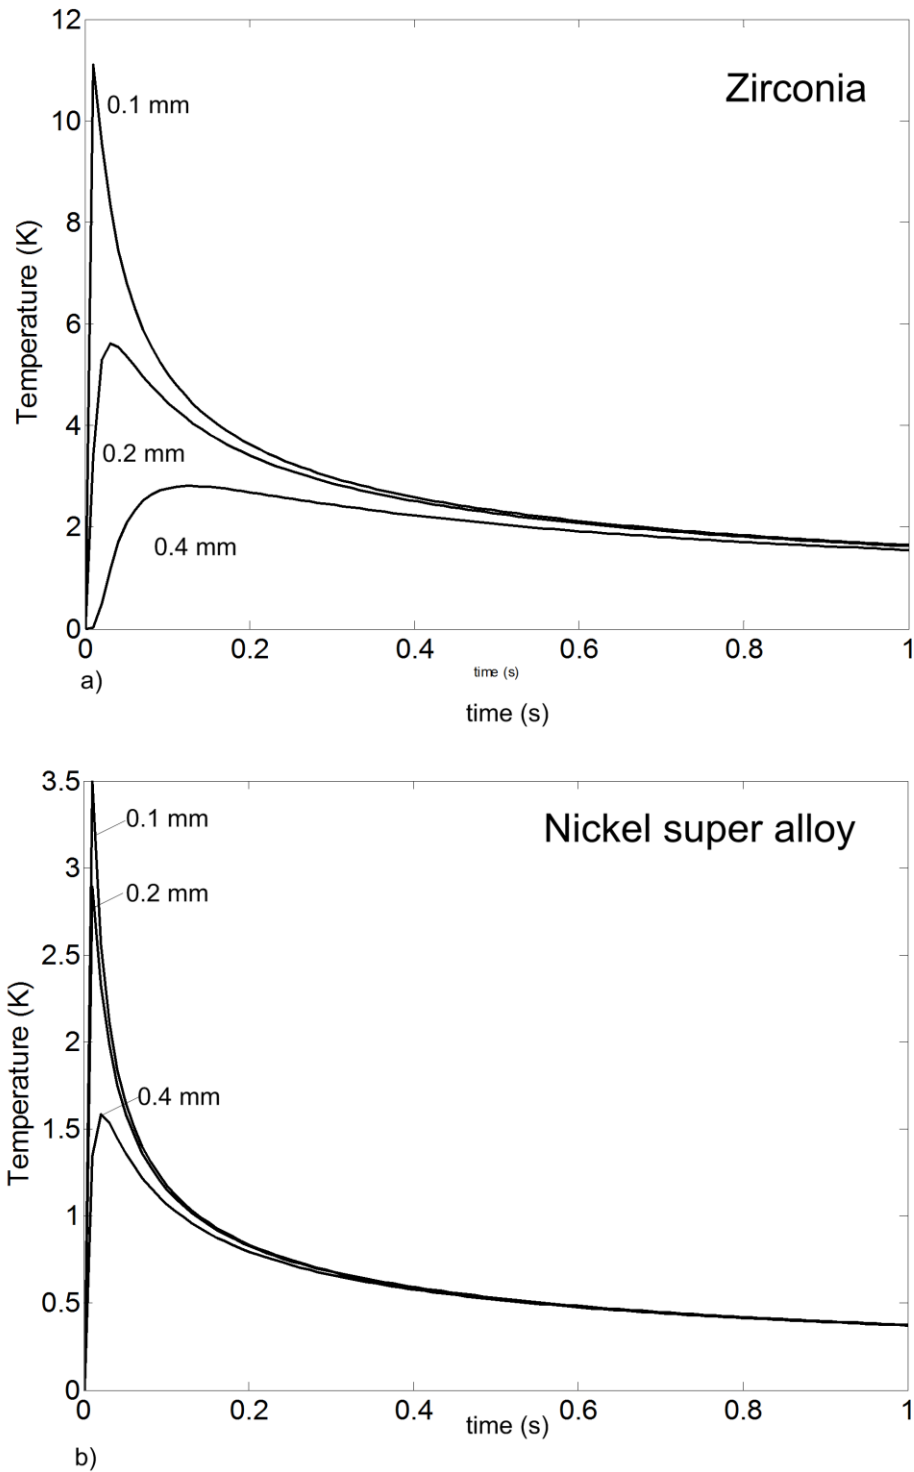 12
Zirconia
0.1 mm
10
8
Temperature (K)
6
4
0.2 mm
2
0.4 mm
0
0 0.2 0.4 0.6 0.8 1
time (s)
a)
time (s)
3.5
0.1 mm
Nickel super alloy
3
0.2 mm
2.5
Temperature (K)
2
1.5
0.4 mm
1
0.5
0
0 0.2 0.4 0.6 0.8 1
time (s)
b)